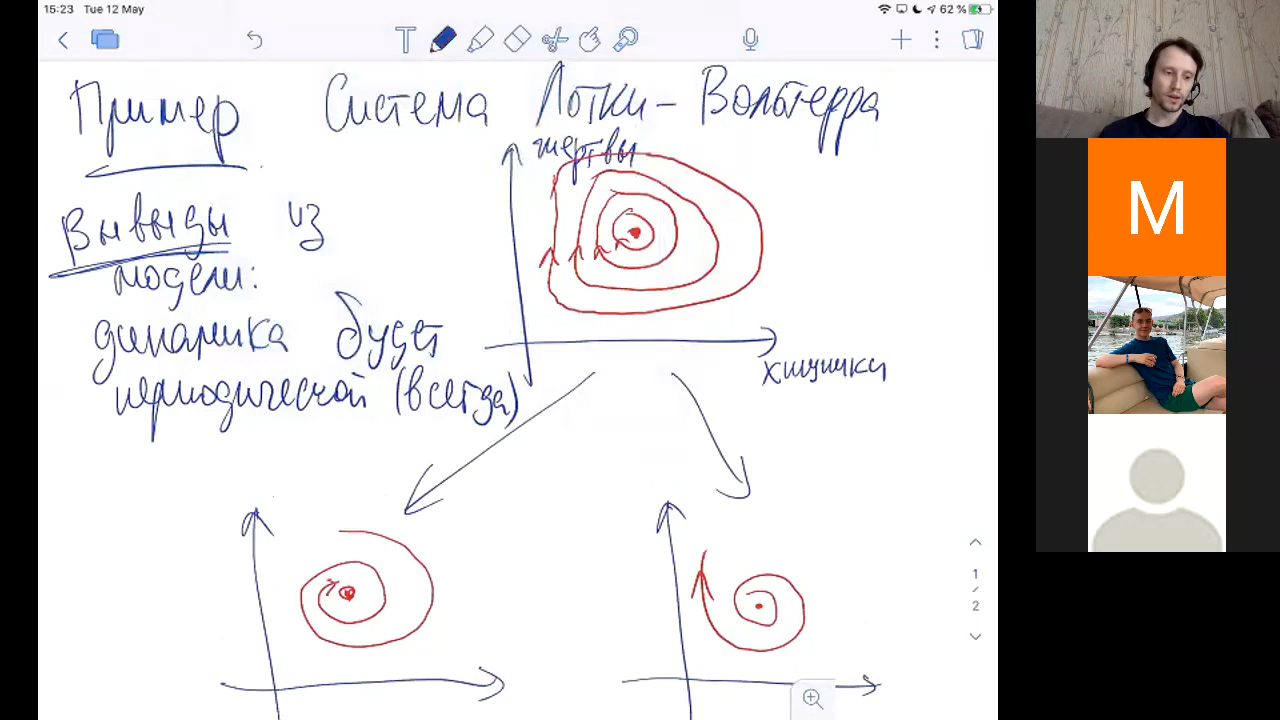 15:23 Tue 12 May 62 %
Пример Система Лотки – Вольтерра
жертвы
Выводы из
модели:
динамика будет
периодической (всегда)
хищники
1
/
2
M